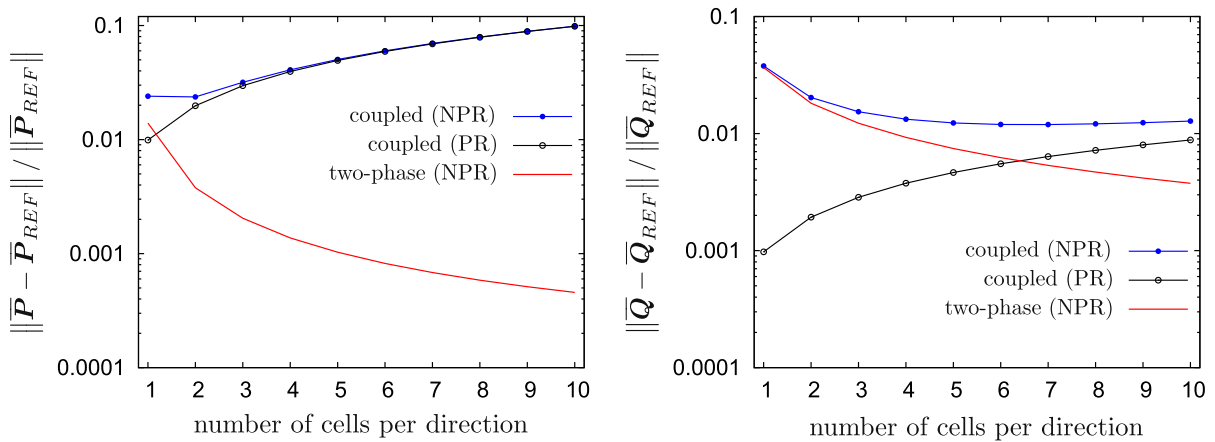 ||P̅ − P̅_REF|| / ||P̅_REF||
0.1
0.01
0.001
0.0001
coupled (NPR)
coupled (PR)
two-phase (NPR)
1 2 3 4 5 6 7 8 9 10
number of cells per direction
||Q̅ − Q̅_REF|| / ||Q̅_REF||
0.1
0.01
0.001
0.0001
coupled (NPR)
coupled (PR)
two-phase (NPR)
1 2 3 4 5 6 7 8 9 10
number of cells per direction